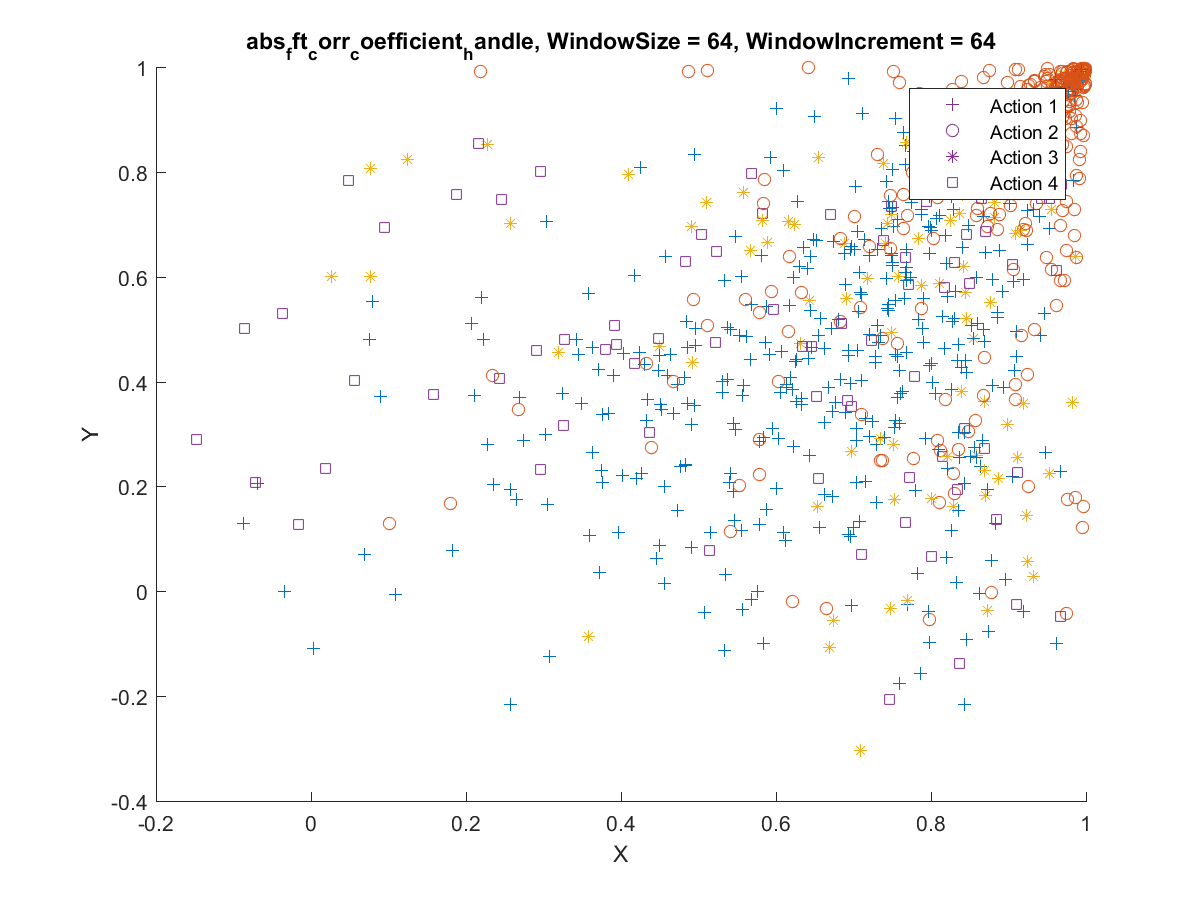 abs_fft_corr_coefficient_handle, WindowSize = 64, WindowIncrement = 64
1
0.8
0.6
0.4
0.2
0
-0.2
-0.4
Y
Action 1
Action 2
Action 3
Action 4
-0.2 0 0.2 0.4 0.6 0.8 1
X